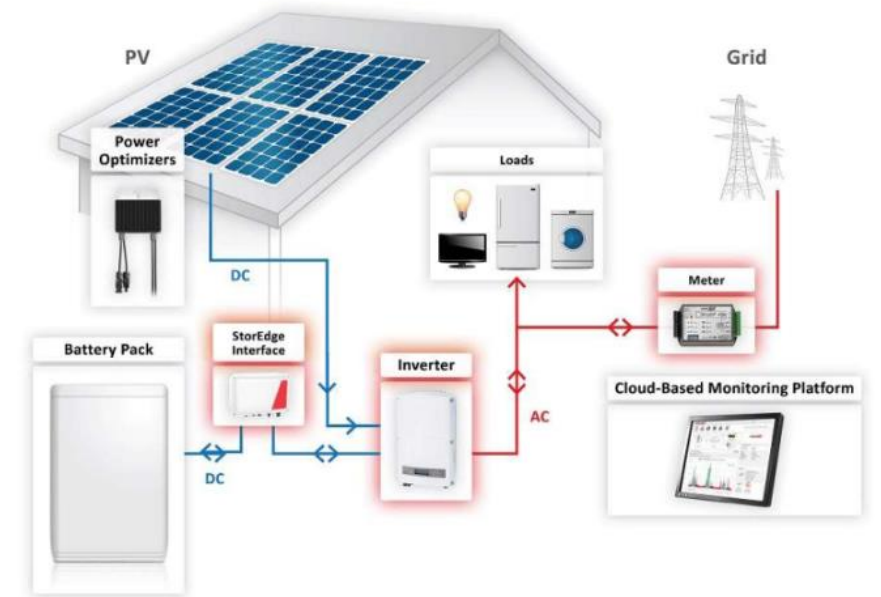 PV
Grid
Power
Optimizers
Loads
DC
Meter
StorEdge
Interface
Battery Pack
Inverter
Cloud-Based Monitoring Platform
AC
DC